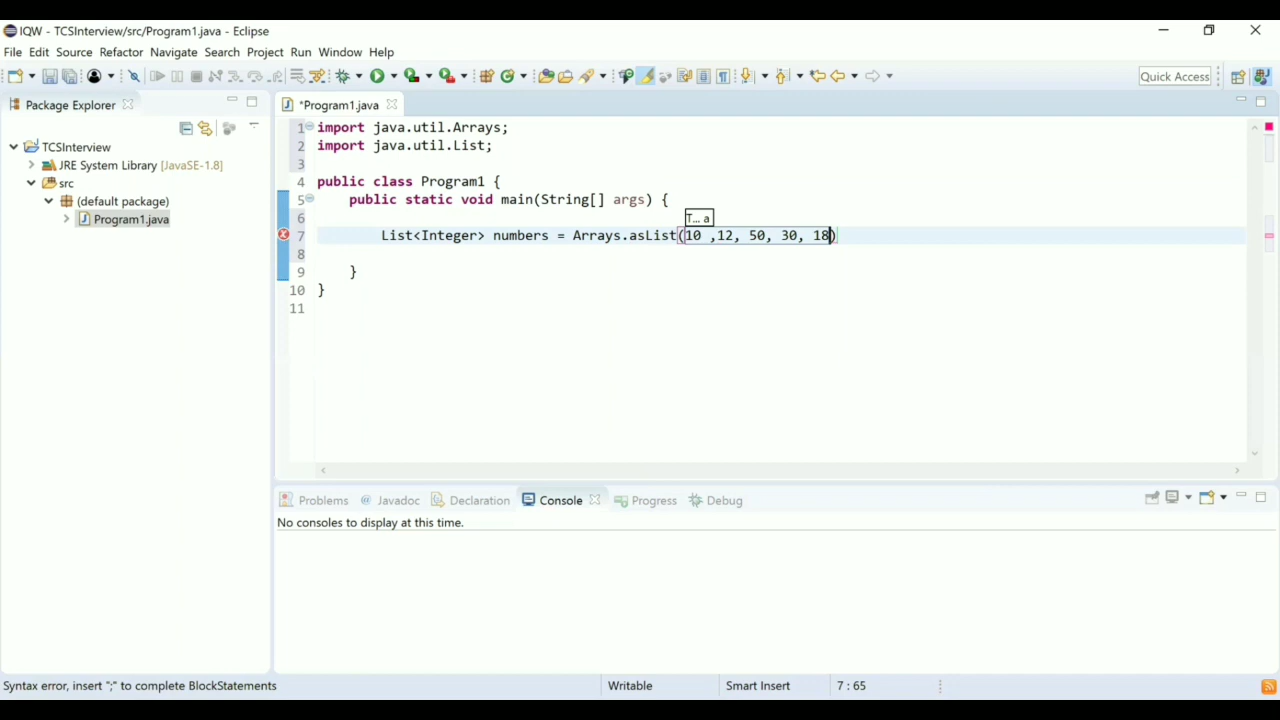 IQW - TCSInterview/src/Program1.java - Eclipse
File Edit Source Refactor Navigate Search Project Run Window Help
Quick Access
Package Explorer
TCSInterview
JRE System Library [JavaSE-1.8]
src
(default package)
Program1.java
*Program1.java
1 import java.util.Arrays;
2 import java.util.List;
3
4 public class Program1 {
5 public static void main(String[] args) {
6
T... a
7 List<Integer> numbers = Arrays.asList(10 ,12, 50, 30, 18)
8
9 }
10 }
11
Problems @ Javadoc Declaration Console Progress Debug
No consoles to display at this time.
Syntax error, insert ";" to complete BlockStatements Writable Smart Insert 7 : 65